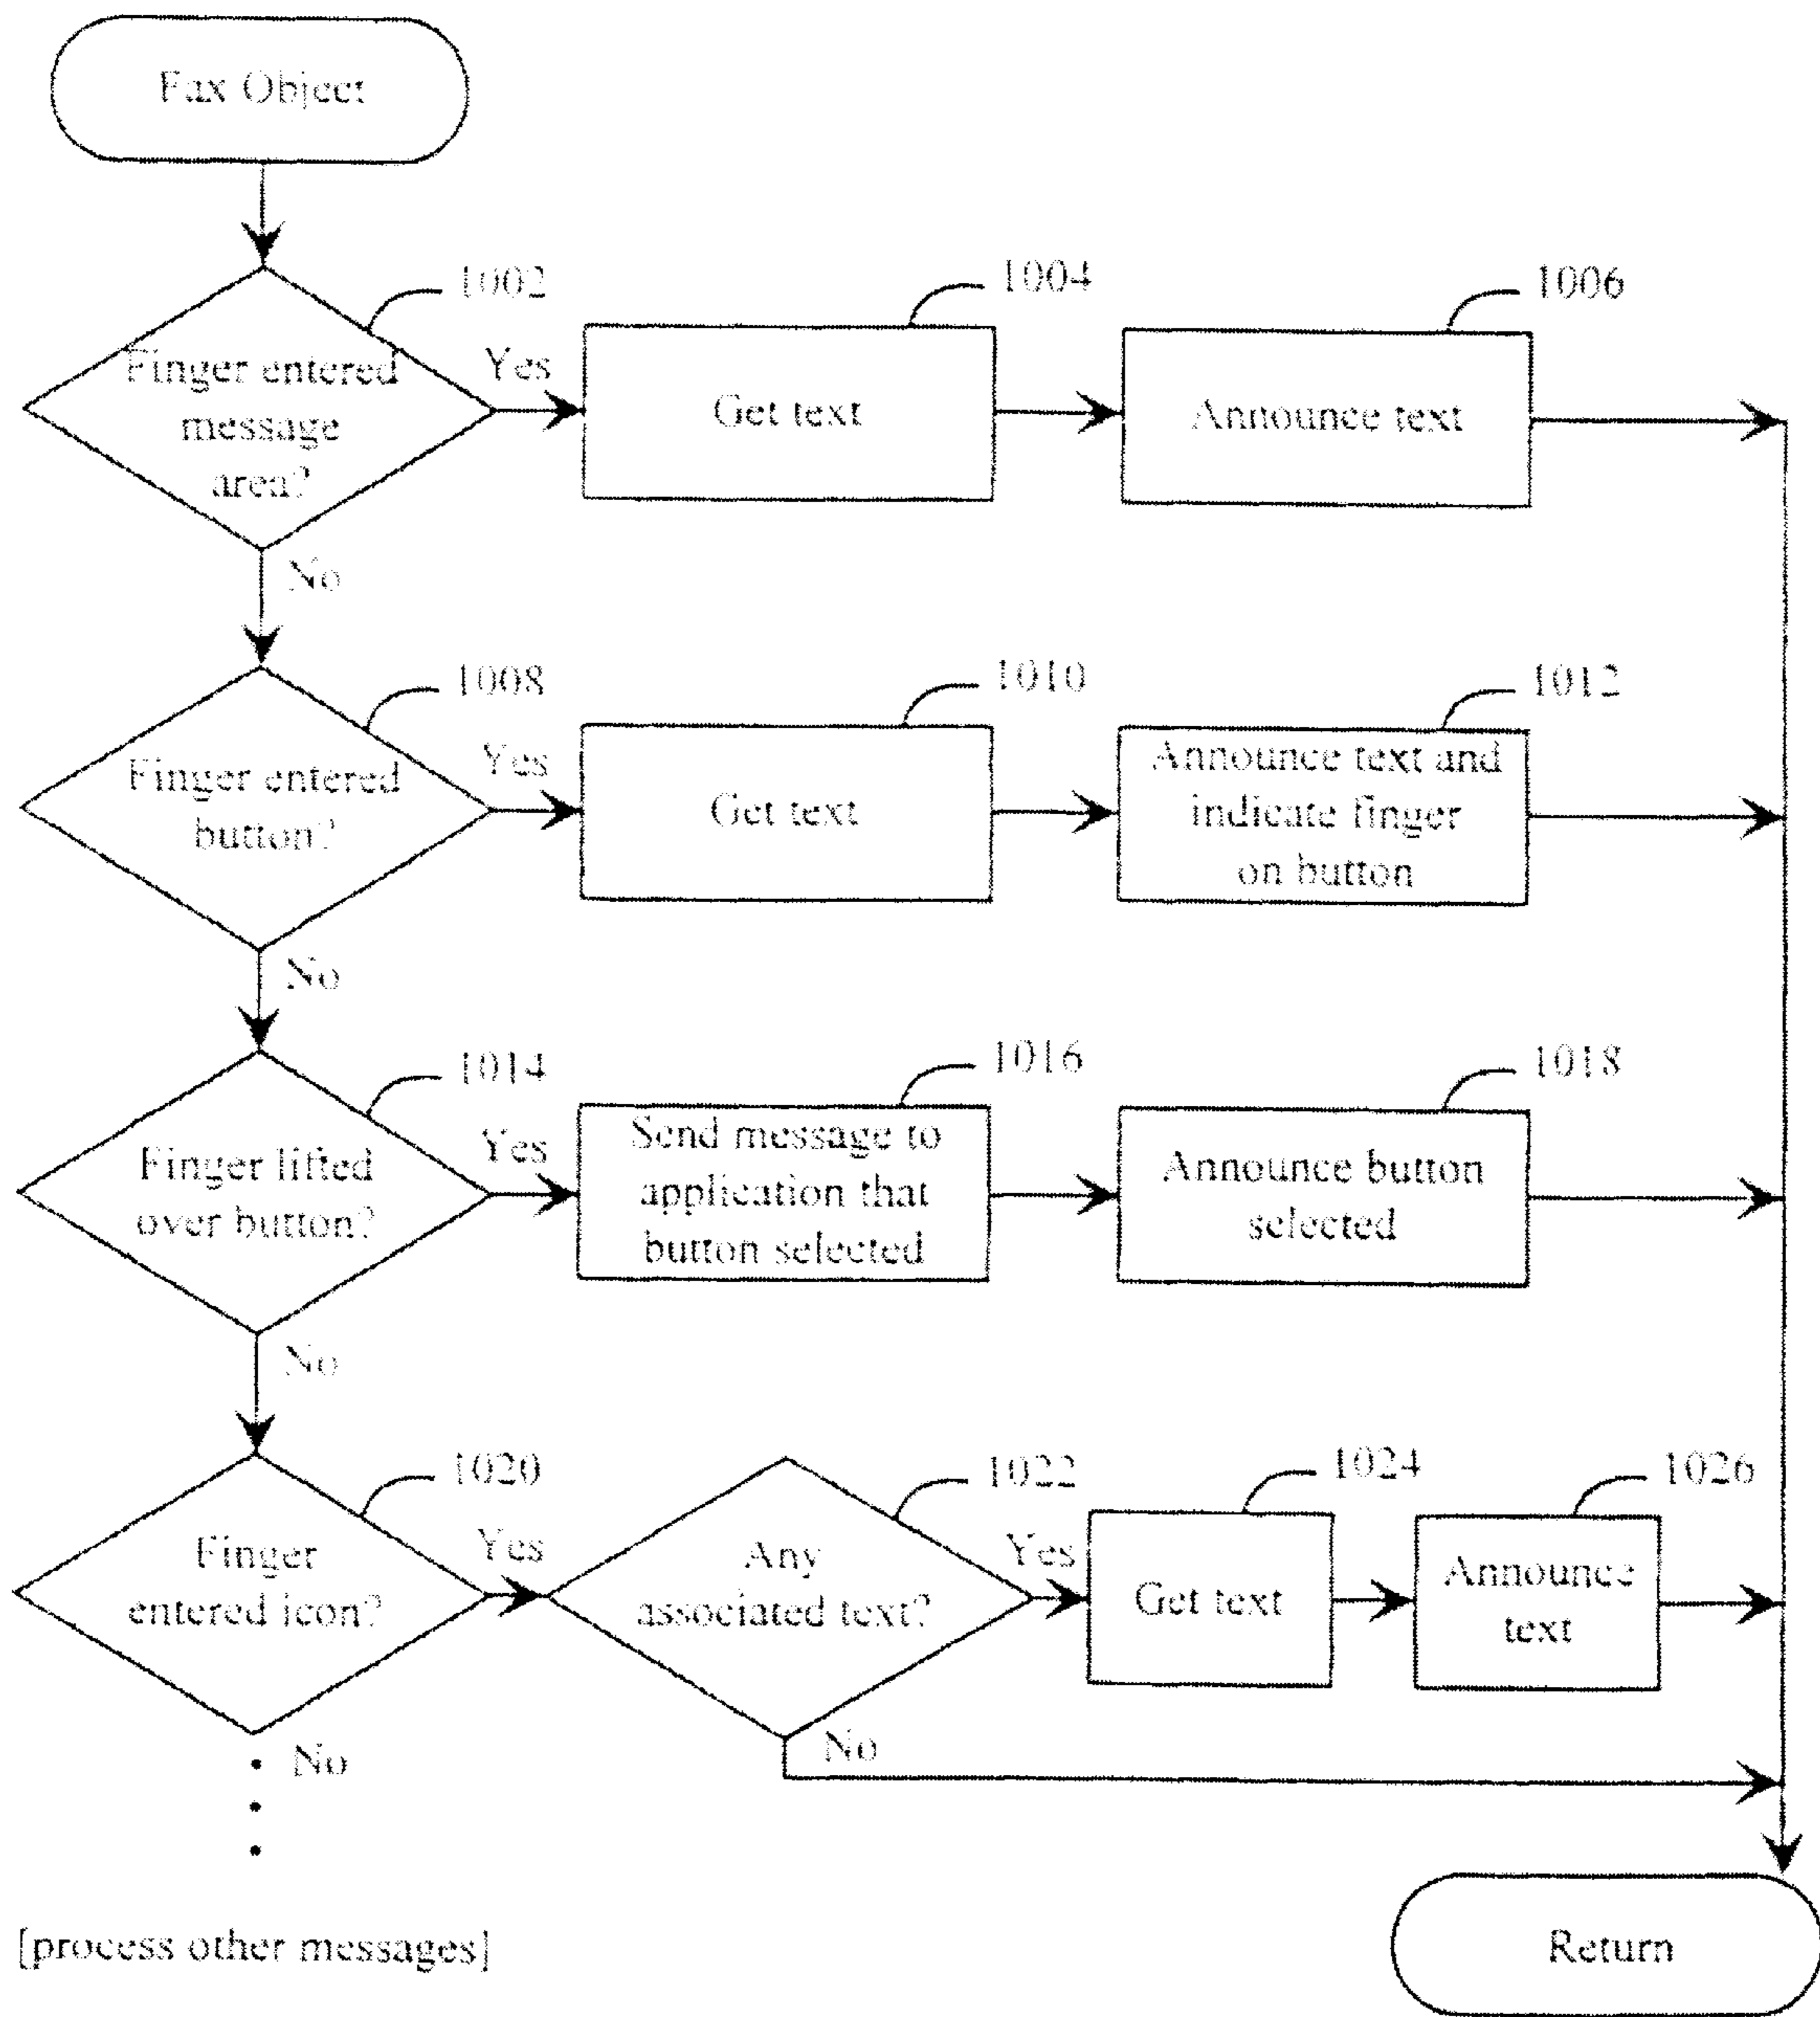 Fax Object
1002
Finger entered
message
area?
Yes
1004
Get text
1006
Announce text
No
1008
Finger entered
button?
Yes
1010
Get text
1012
Announce text and
indicate finger
on button
No
1014
Finger lifted
over button?
Yes
1016
Send message to
application that
button selected
1018
Announce button
selected
No
1020
Finger
entered icon?
Yes
1022
Any
associated text?
Yes
1024
Get text
1026
Announce
text
No
No
[process other messages]
Return